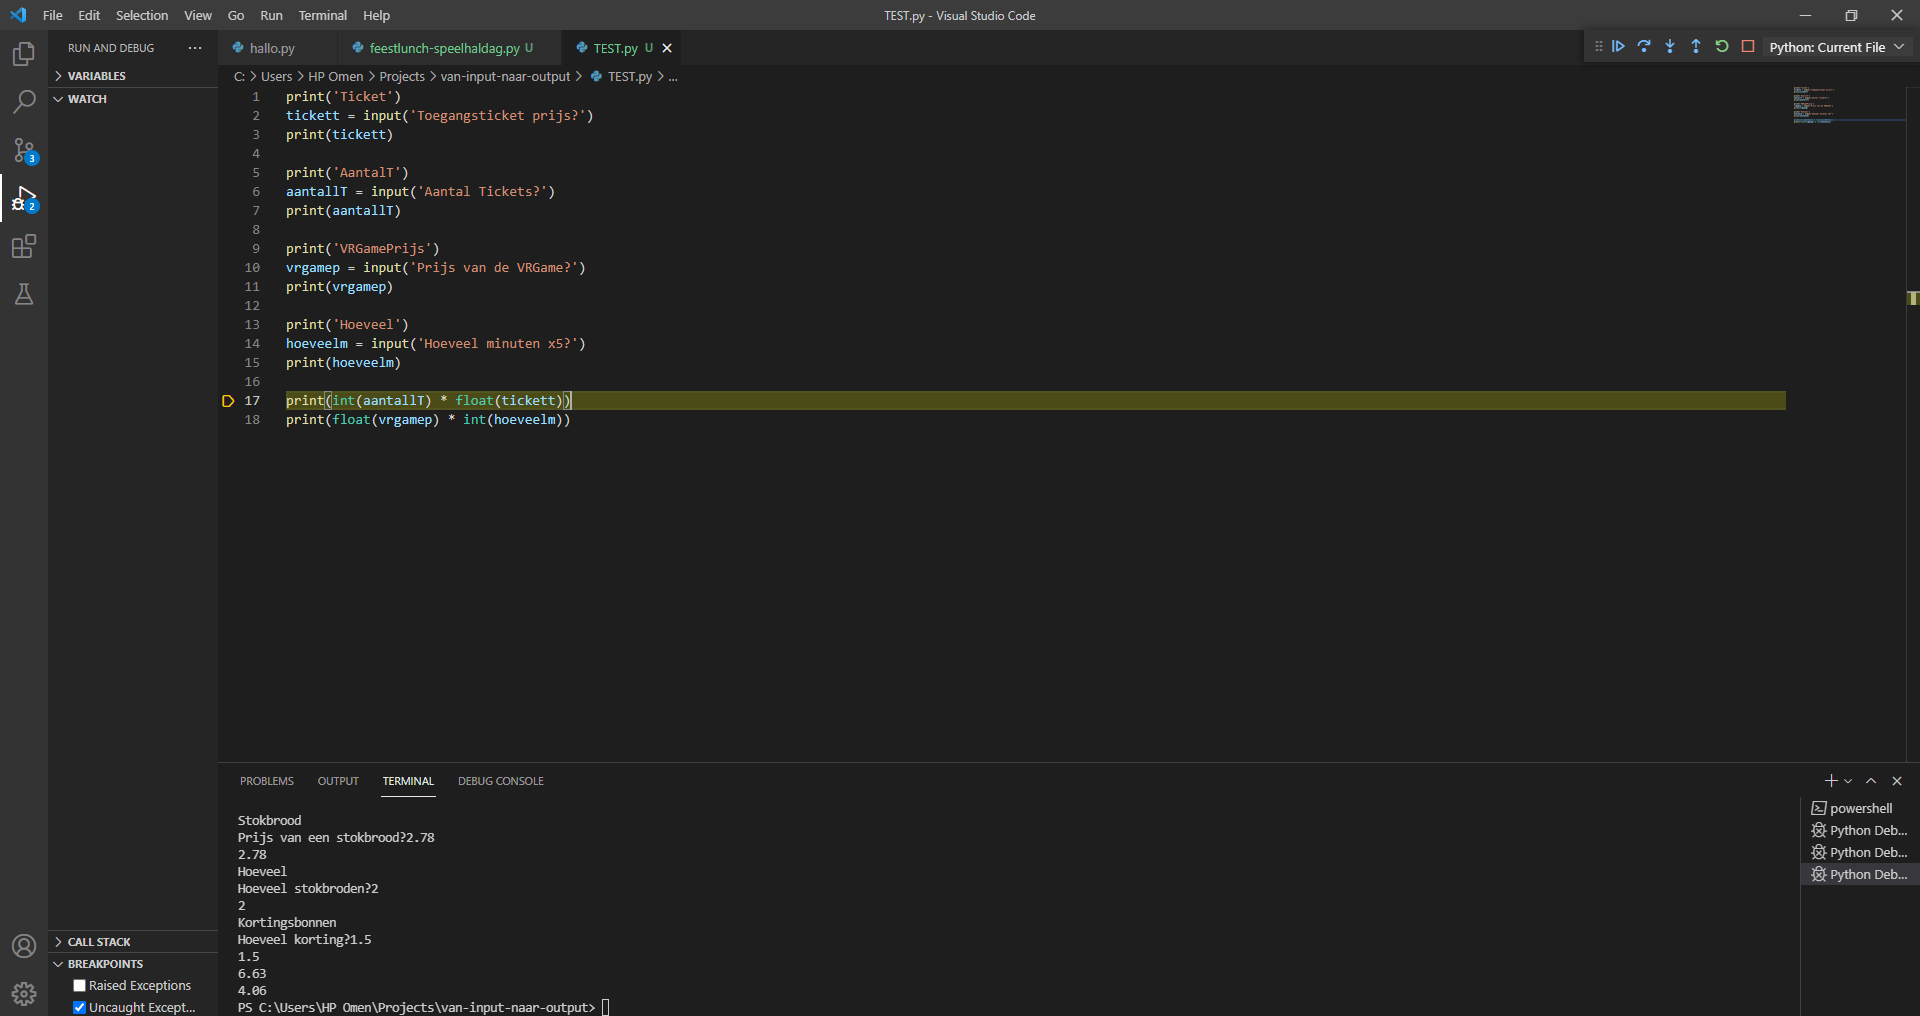 File Edit Selection View Go Run Terminal Help
TEST.py - Visual Studio Code
RUN AND DEBUG ...
hallo.py
feestlunch-speelhaldag.py U
TEST.py U
Python: Current File
VARIABLES
WATCH
C: > Users > HP Omen > Projects > van-input-naar-output > TEST.py > ...
1 print('Ticket')
2 tickett = input('Toegangsticket prijs?')
3 print(tickett)
4
5 print('AantalT')
6 aantallT = input('Aantal Tickets?')
7 print(aantallT)
8
9 print('VRGamePrijs')
10 vrgamep = input('Prijs van de VRGame?')
11 print(vrgamep)
12
13 print('Hoeveel')
14 hoeveelm = input('Hoeveel minuten x5?')
15 print(hoeveelm)
16
17 print(int(aantallT) * float(tickett))
18 print(float(vrgamep) * int(hoeveelm))
3
2
PROBLEMS OUTPUT TERMINAL DEBUG CONSOLE
Stokbrood
Prijs van een stokbrood?2.78
2.78
Hoeveel
Hoeveel stokbroden?2
2
Kortingsbonnen
Hoeveel korting?1.5
1.5
6.63
4.06
PS C:\Users\HP Omen\Projects\van-input-naar-output>
powershell
Python Deb...
Python Deb...
Python Deb...
CALL STACK
BREAKPOINTS
Raised Exceptions
Uncaught Except...